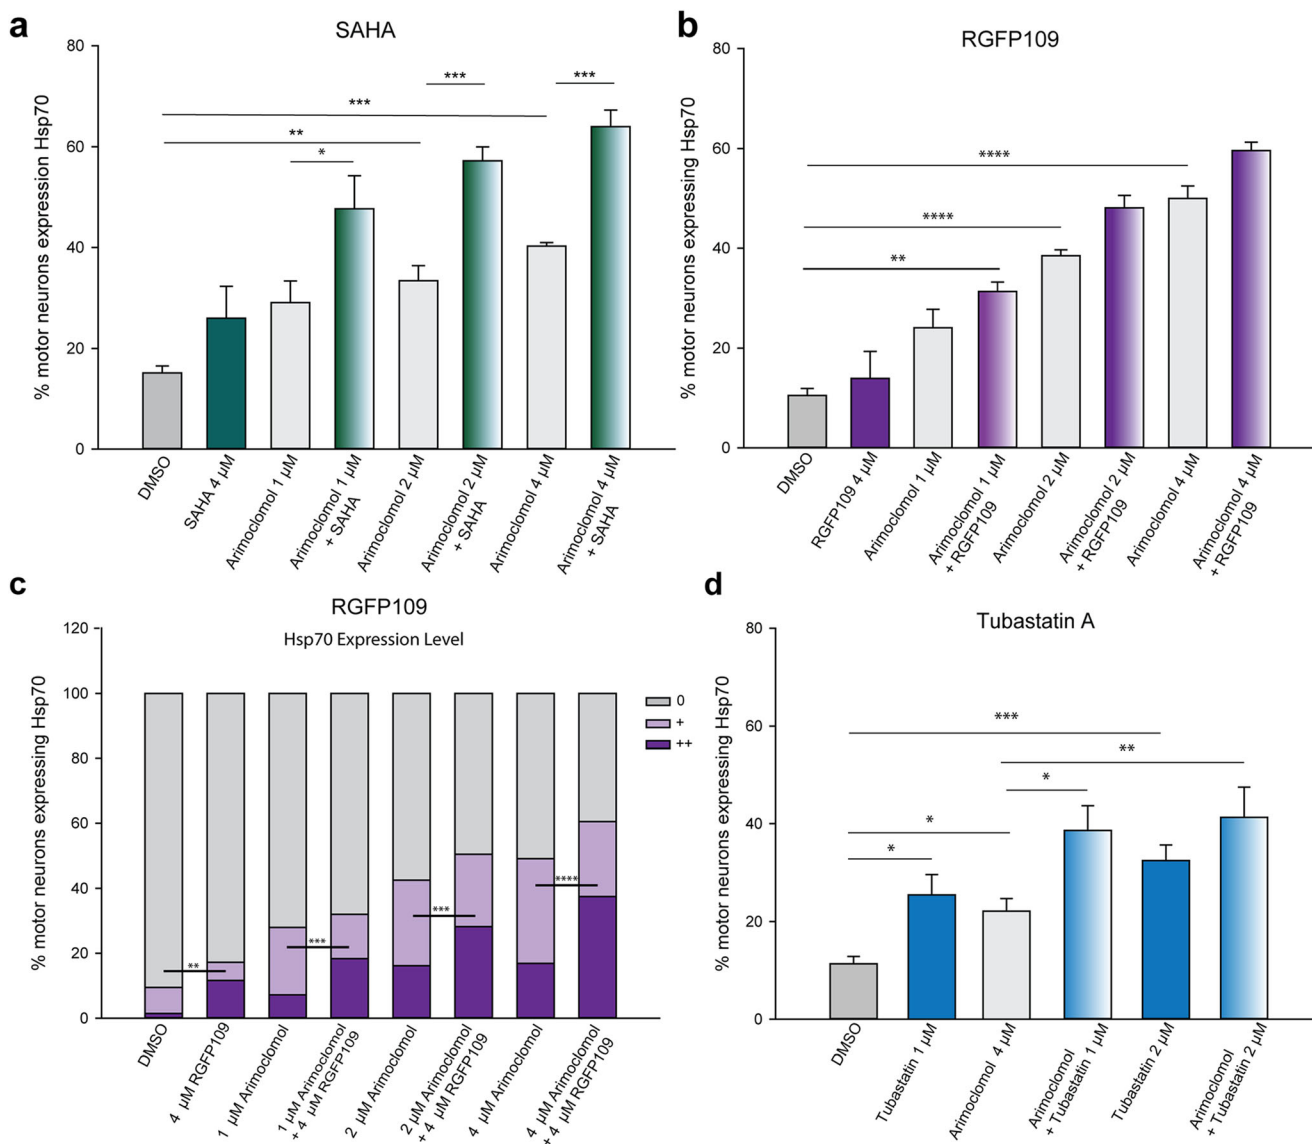 a
SAHA
% motor neurons expression Hsp70
80
60
40
20
0
***
***
***
**
*
DMSO
SAHA 4 µM
Arimoclomol 1 µM
Arimoclomol 1 µM
+ SAHA
Arimoclomol 2 µM
Arimoclomol 2 µM
+ SAHA
Arimoclomol 4 µM
Arimoclomol 4 µM
+ SAHA
b
RGFP109
% motor neurons expressing Hsp70
80
60
40
20
0
****
****
**
DMSO
RGFP109 4 µM
Arimoclomol 1 µM
Arimoclomol 1 µM
+ RGFP109
Arimoclomol 2 µM
Arimoclomol 2 µM
+ RGFP109
Arimoclomol 4 µM
Arimoclomol 4 µM
+ RGFP109
c
RGFP109
Hsp70 Expression Level
% motor neurons expressing Hsp70
120
100
80
60
40
20
0
0
+
++
**
***
***
****
DMSO
4 µM RGFP109
1 µM Arimoclomol
1 µM Arimoclomol
+ 4 µM RGFP109
2 µM Arimoclomol
2 µM Arimoclomol
+ 4 µM RGFP109
4 µM Arimoclomol
4 µM Arimoclomol
+ 4 µM RGFP109
d
Tubastatin A
% motor neurons expressing Hsp70
80
60
40
20
0
***
**
*
*
*
DMSO
Tubastatin 1 µM
Arimoclomol 4 µM
Arimoclomol
+ Tubastatin 1 µM
Tubastatin 2 µM
Arimoclomol
+ Tubastatin 2 µM